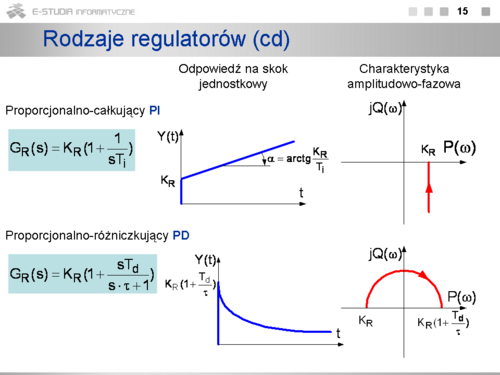 E-STUDIA INFORMATYCZNE
15
Rodzaje regulatorów (cd)
Odpowiedź na skok
jednostkowy
Charakterystyka
amplitudowo-fazowa
Proporcjonalno-całkujący PI
G_R(s) = K_R(1 + 1/(sT_i))
Y(t)
K_R
α = arctg K_R/T_i
t
jQ(ω)
K_R
P(ω)
Proporcjonalno-różniczkujący PD
G_R(s) = K_R(1 + sT_d/(s·τ+1))
Y(t)
K_R(1+T_d/τ)
t
jQ(ω)
P(ω)
K_R
K_R(1+T_d/τ)